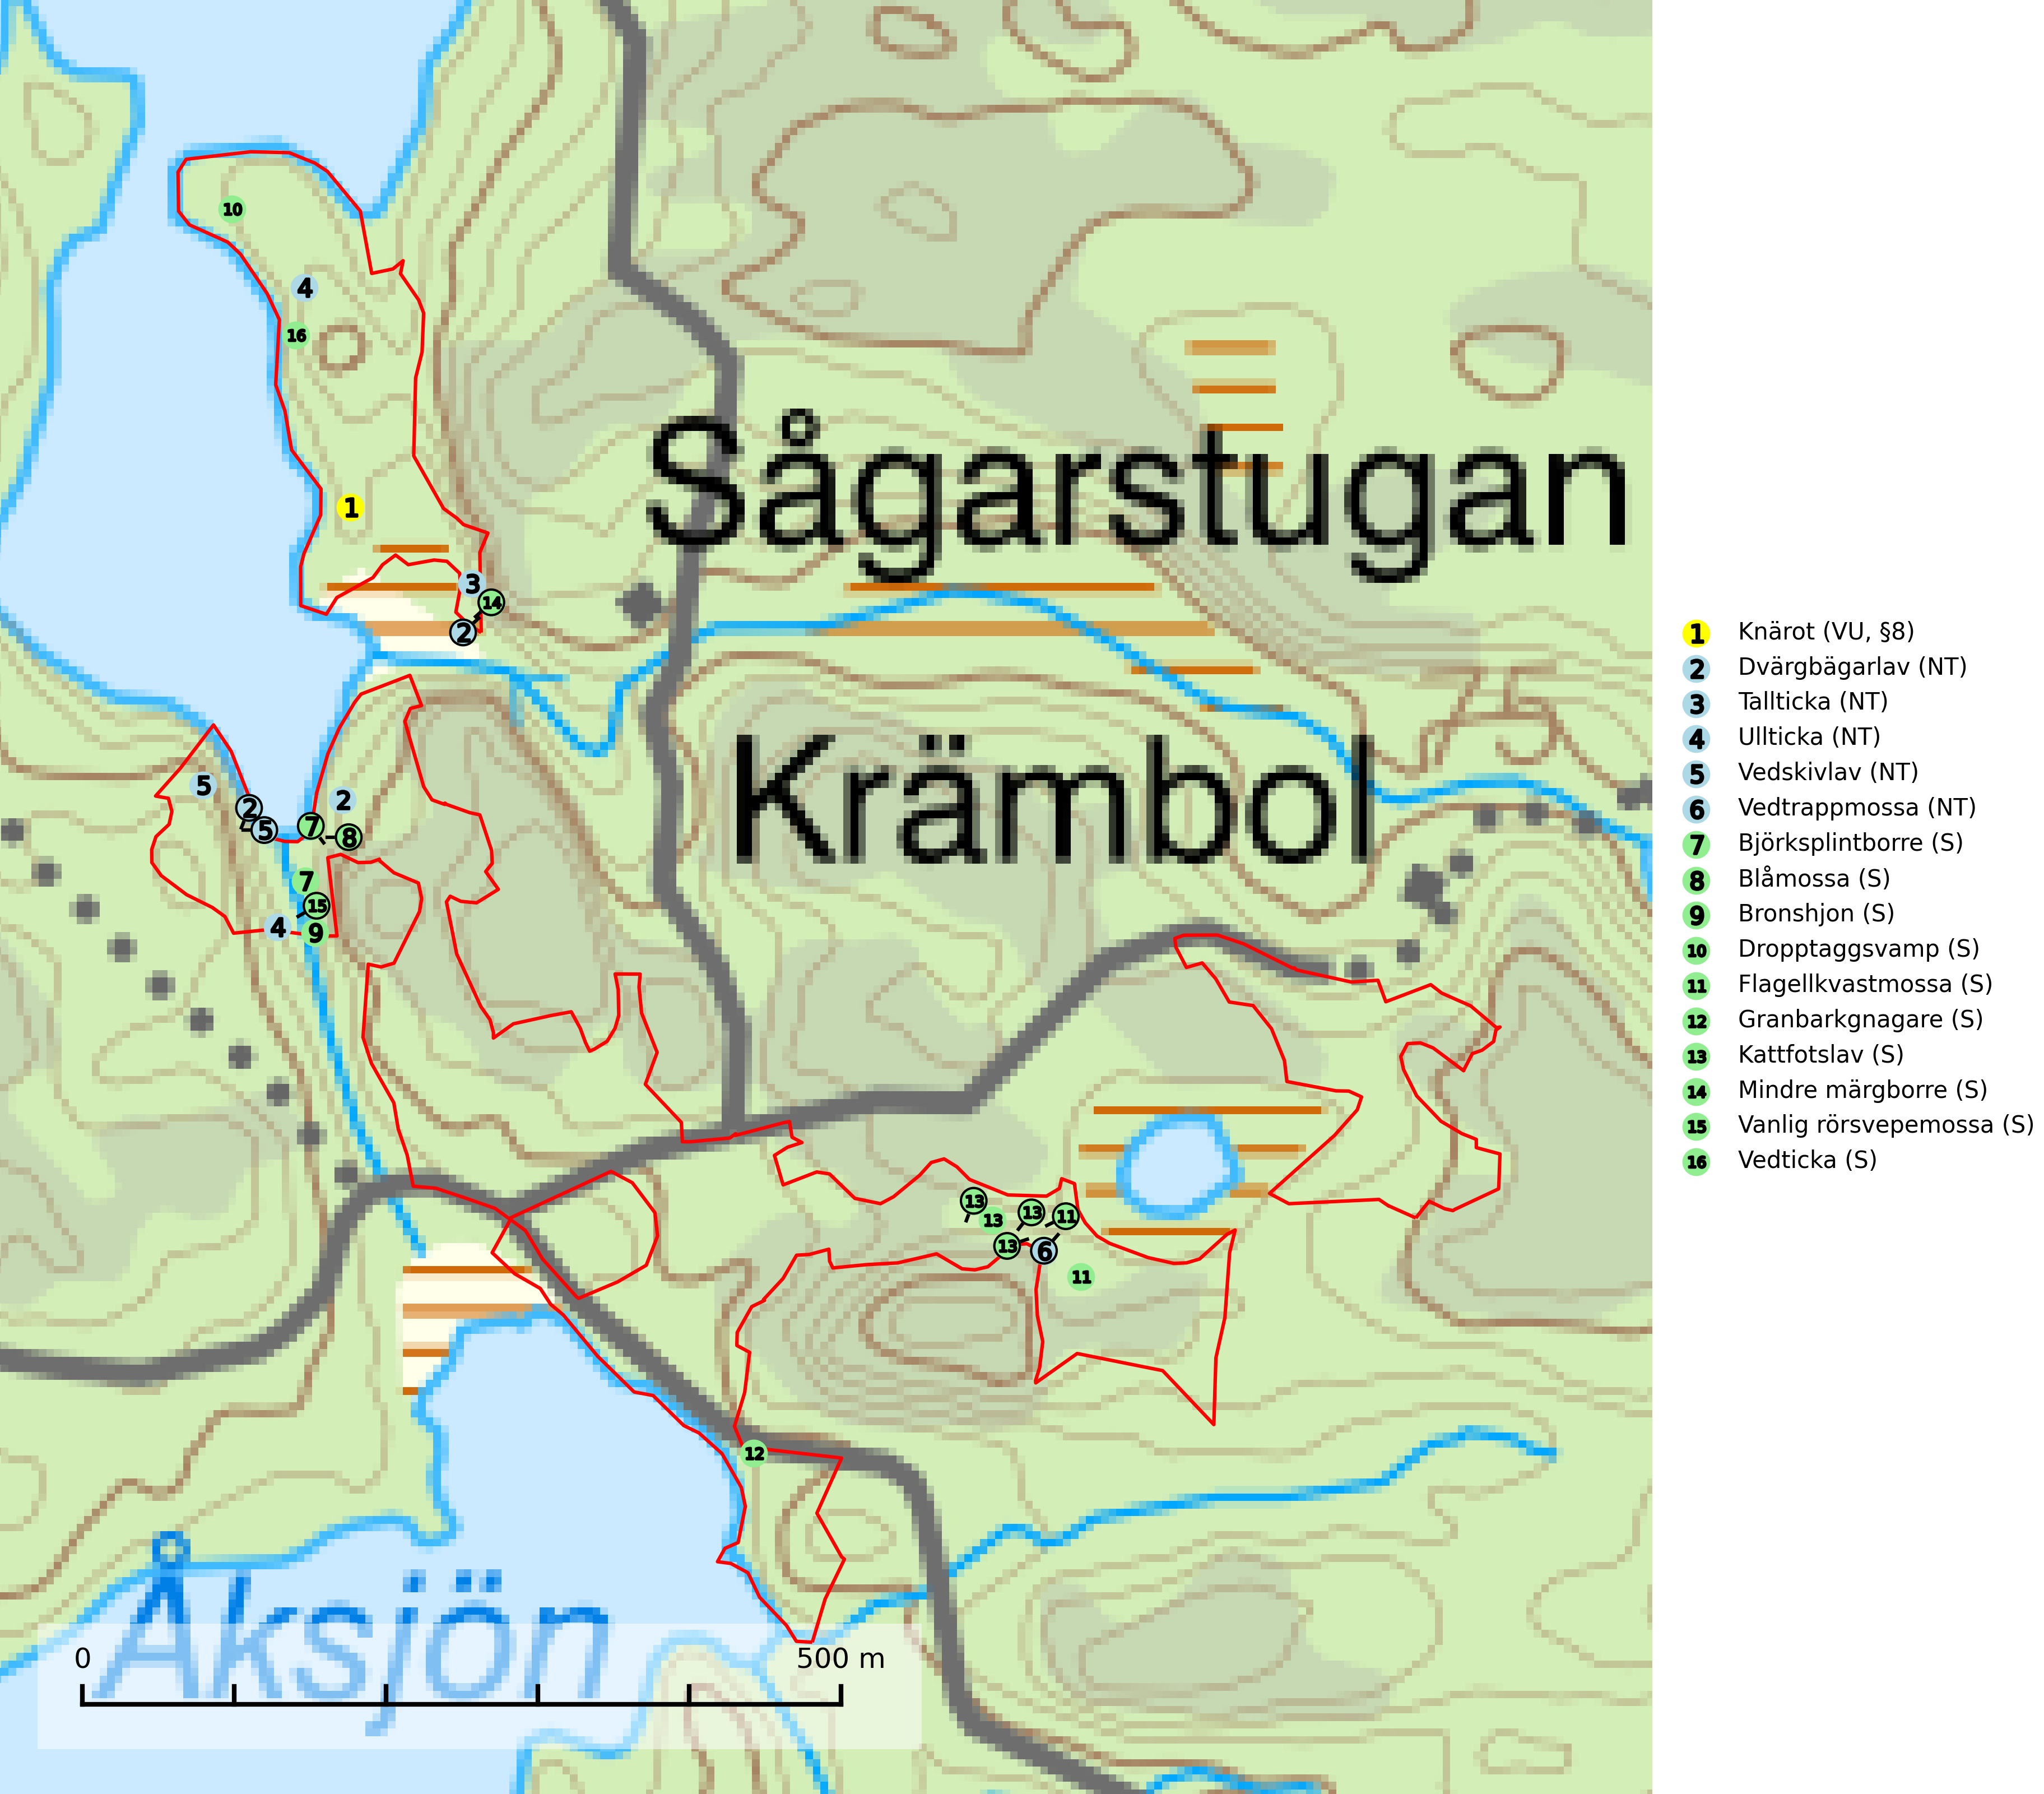 10
4
16
1
Sågarstugan
3
14
2
Krämbol
5
2
2
5
7
8
7
15
4
9
13
13
13
11
13
6
11
12
Åksjön
0
500 m
1 Knärot (VU, §8)
2 Dvärgbägarlav (NT)
3 Tallticka (NT)
4 Ullticka (NT)
5 Vedskivlav (NT)
6 Vedtrappmossa (NT)
7 Björksplintborre (S)
8 Blåmossa (S)
9 Bronshjon (S)
10 Dropptaggsvamp (S)
11 Flagellkvastmossa (S)
12 Granbarkgnagare (S)
13 Kattfotslav (S)
14 Mindre märgborre (S)
15 Vanlig rörsvepemossa (S)
16 Vedticka (S)